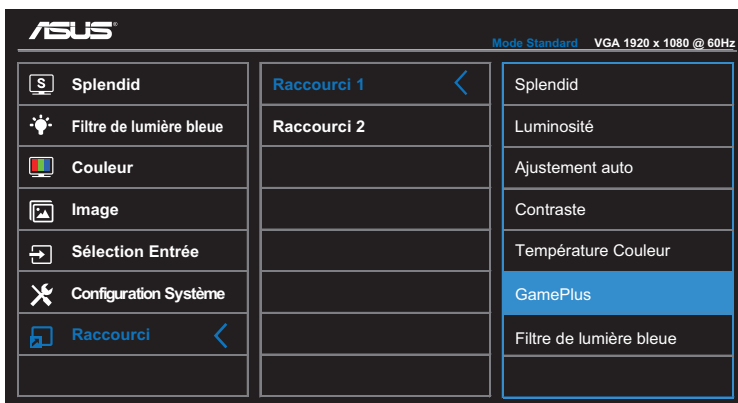 ASUS
Mode Standard VGA 1920 x 1080 @ 60Hz
S Splendid
Filtre de lumière bleue
Couleur
Image
Sélection Entrée
Configuration Système
Raccourci
Raccourci 1
Raccourci 2
Splendid
Luminosité
Ajustement auto
Contraste
Température Couleur
GamePlus
Filtre de lumière bleue